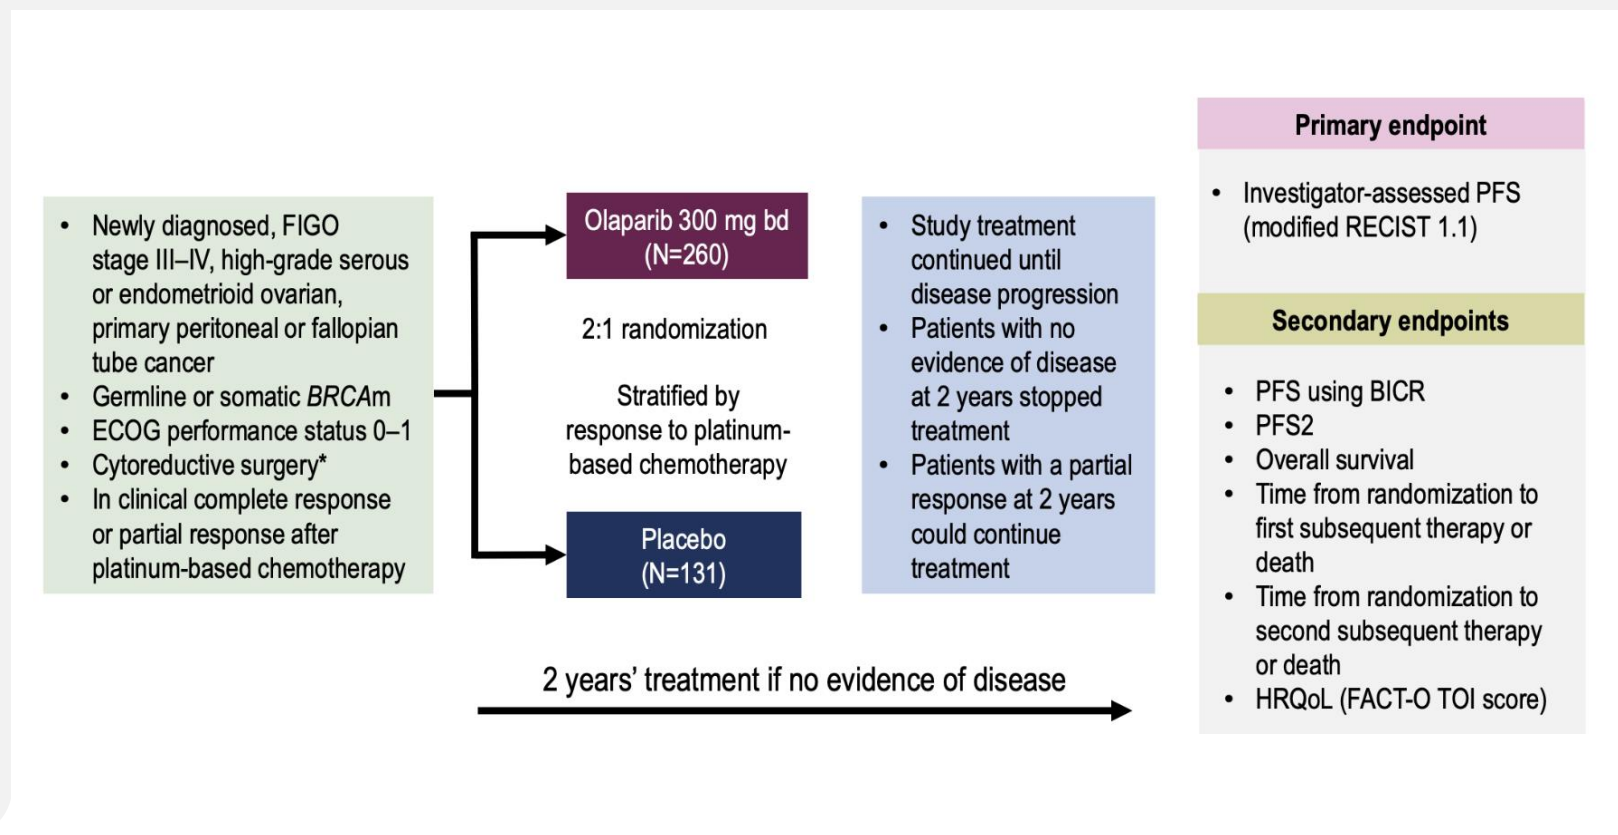 • Newly diagnosed, FIGO
stage III–IV, high-grade serous
or endometrioid ovarian,
primary peritoneal or fallopian
tube cancer
• Germline or somatic BRCAm
• ECOG performance status 0–1
• Cytoreductive surgery*
• In clinical complete response
or partial response after
platinum-based chemotherapy
Olaparib 300 mg bd
(N=260)
2:1 randomization
Stratified by
response to platinum-
based chemotherapy
Placebo
(N=131)
• Study treatment
continued until
disease progression
• Patients with no
evidence of disease
at 2 years stopped
treatment
• Patients with a partial
response at 2 years
could continue
treatment
2 years’ treatment if no evidence of disease
Primary endpoint
• Investigator-assessed PFS
(modified RECIST 1.1)
Secondary endpoints
• PFS using BICR
• PFS2
• Overall survival
• Time from randomization to
first subsequent therapy or
death
• Time from randomization to
second subsequent therapy
or death
• HRQoL (FACT-O TOI score)